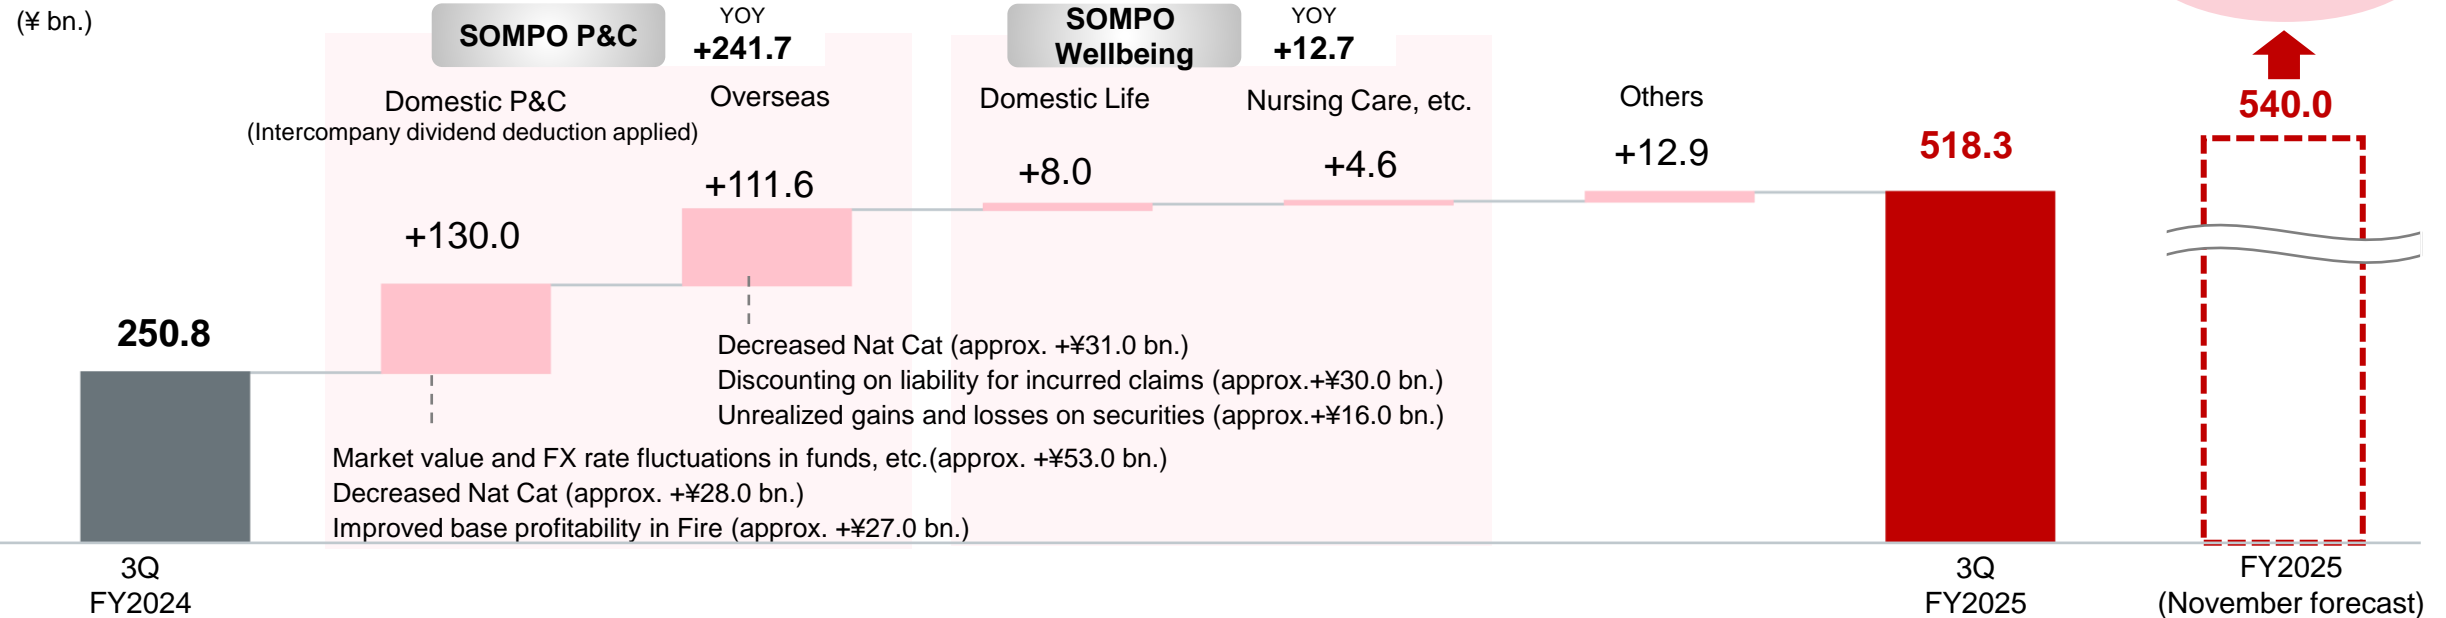 (¥ bn.)
SOMPO P&C
YOY
+241.7
SOMPO
Wellbeing
YOY
+12.7
Domestic P&C
(Intercompany dividend deduction applied)
Overseas
Domestic Life
Nursing Care, etc.
Others
540.0
518.3
+12.9
+4.6
+8.0
+111.6
+130.0
250.8
Decreased Nat Cat (approx. +¥31.0 bn.)
Discounting on liability for incurred claims (approx.+¥30.0 bn.)
Unrealized gains and losses on securities (approx.+¥16.0 bn.)
Market value and FX rate fluctuations in funds, etc.(approx. +¥53.0 bn.)
Decreased Nat Cat (approx. +¥28.0 bn.)
Improved base profitability in Fire (approx. +¥27.0 bn.)
3Q
FY2024
3Q
FY2025
FY2025
(November forecast)